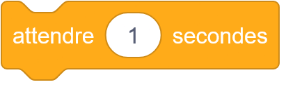 attendre 1 secondes